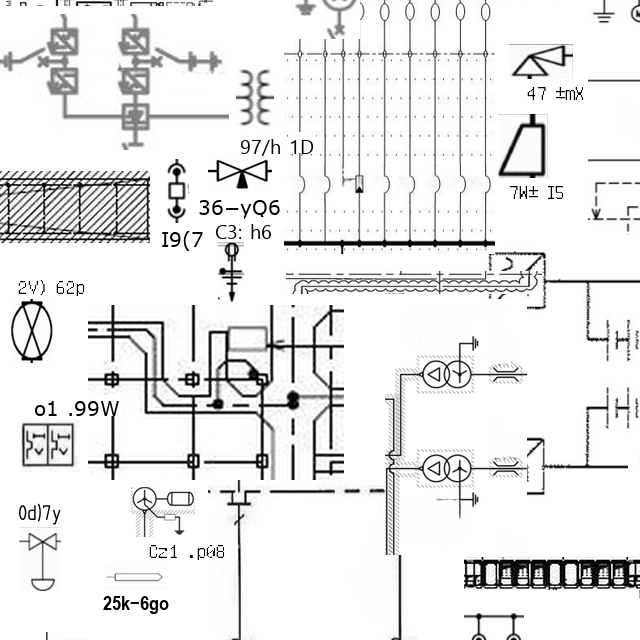 47 ±mX
97/h 1D
7W± I5
36−yQ6
I9(7
C3: h6
2V) 62p
o1 .99W
0d)7y
Cz1 .p08
25k-6go